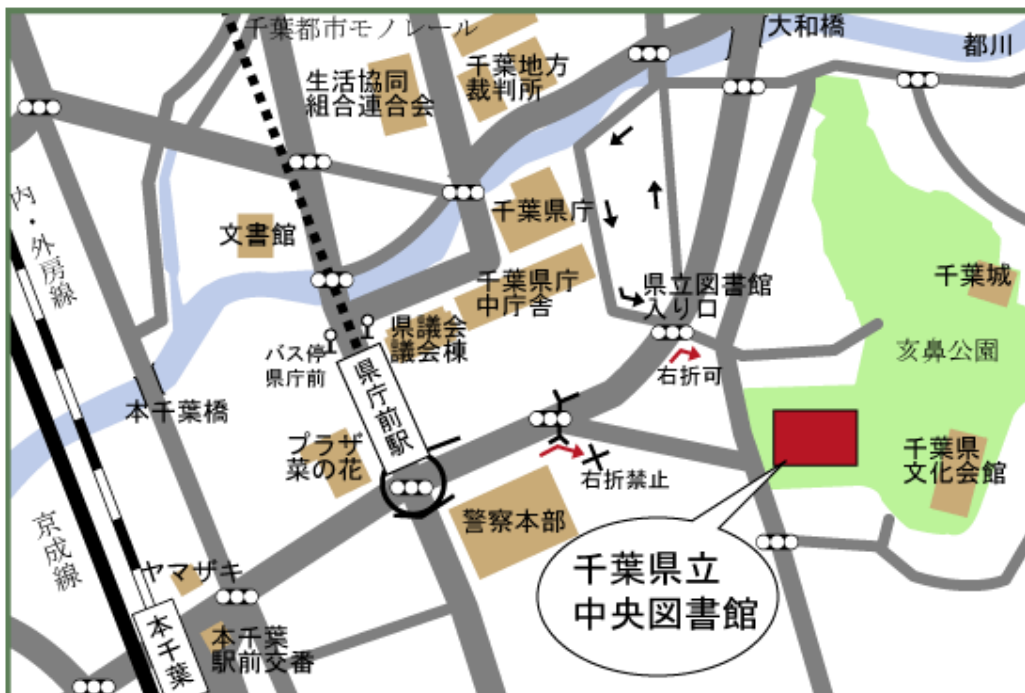 千葉都市モノレール
大和橋
都川
生活協同
組合連合会
千葉地方
裁判所
内・外房線
文書館
千葉県庁
千葉県庁
中庁舎
県立図書館
入り口
千葉城
亥鼻公園
バス停
県庁前
県議会
議会棟
右折可
本千葉橋
県庁前駅
プラザ
菜の花
千葉県
文化会館
右折禁止
警察本部
京成線
ヤマザキ
千葉県立
中央図書館
本千葉
本千葉
駅前交番